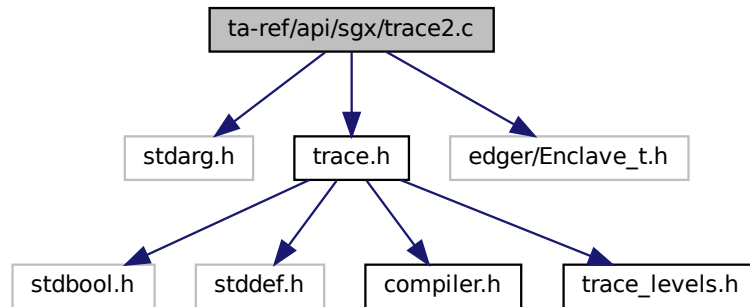 ta-ref/api/sgx/trace2.c
stdarg.h
trace.h
edger/Enclave_t.h
stdbool.h
stddef.h
compiler.h
trace_levels.h